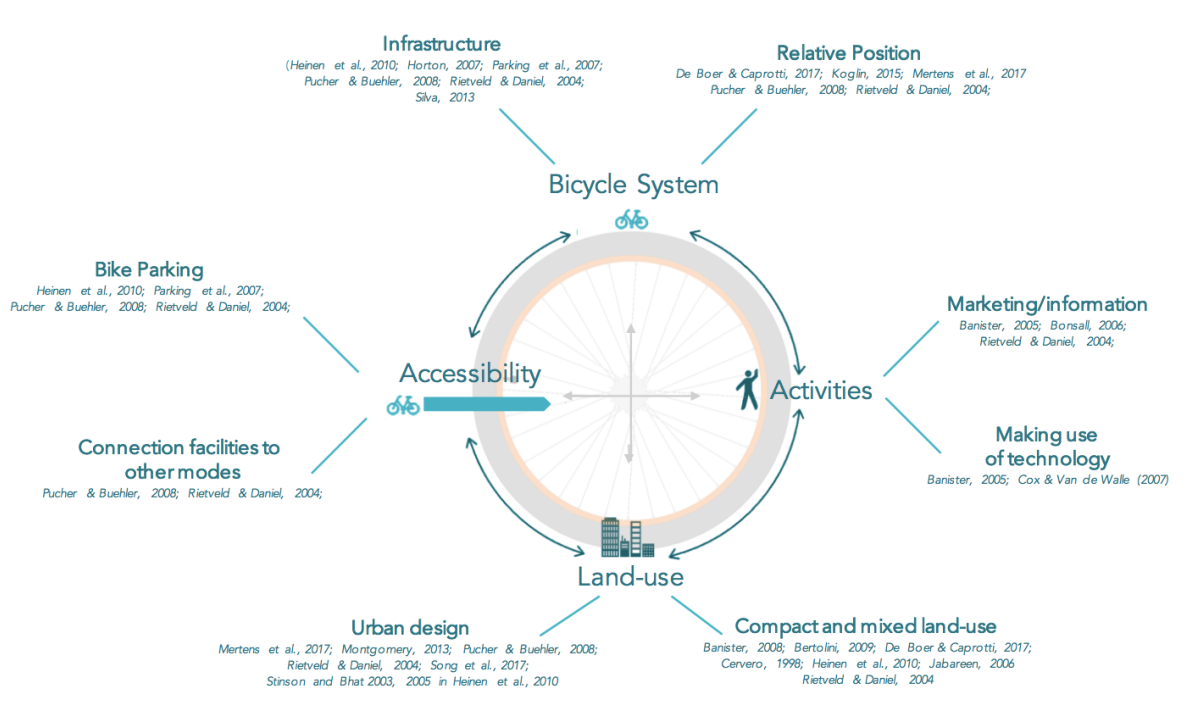 Infrastructure
(Heinen et al., 2010; Horton, 2007; Parking et al., 2007;
Pucher & Buehler, 2008; Rietveld & Daniel, 2004;
Silva, 2013
Relative Position
De Boer & Caprotti, 2017; Koglin, 2015; Mertens et al., 2017
Pucher & Buehler, 2008; Rietveld & Daniel, 2004;
Bicycle System
Bike Parking
Heinen et al., 2010; Parking et al., 2007;
Pucher & Buehler, 2008; Rietveld & Daniel, 2004;
Marketing/information
Banister, 2005; Bonsall, 2006;
Rietveld & Daniel, 2004;
Accessibility
Activities
Connection facilities to
other modes
Pucher & Buehler, 2008; Rietveld & Daniel, 2004;
Making use
of technology
Banister, 2005; Cox & Van de Walle (2007)
Land-use
Urban design
Mertens et al., 2017; Montgomery, 2013; Pucher & Buehler, 2008;
Rietveld & Daniel, 2004; Song et al., 2017;
Stinson and Bhat 2003, 2005 in Heinen et al., 2010
Compact and mixed land-use
Banister, 2008; Bertolini, 2009; De Boer & Caprotti, 2017;
Cervero, 1998; Heinen et al., 2010; Jabareen, 2006
Rietveld & Daniel, 2004